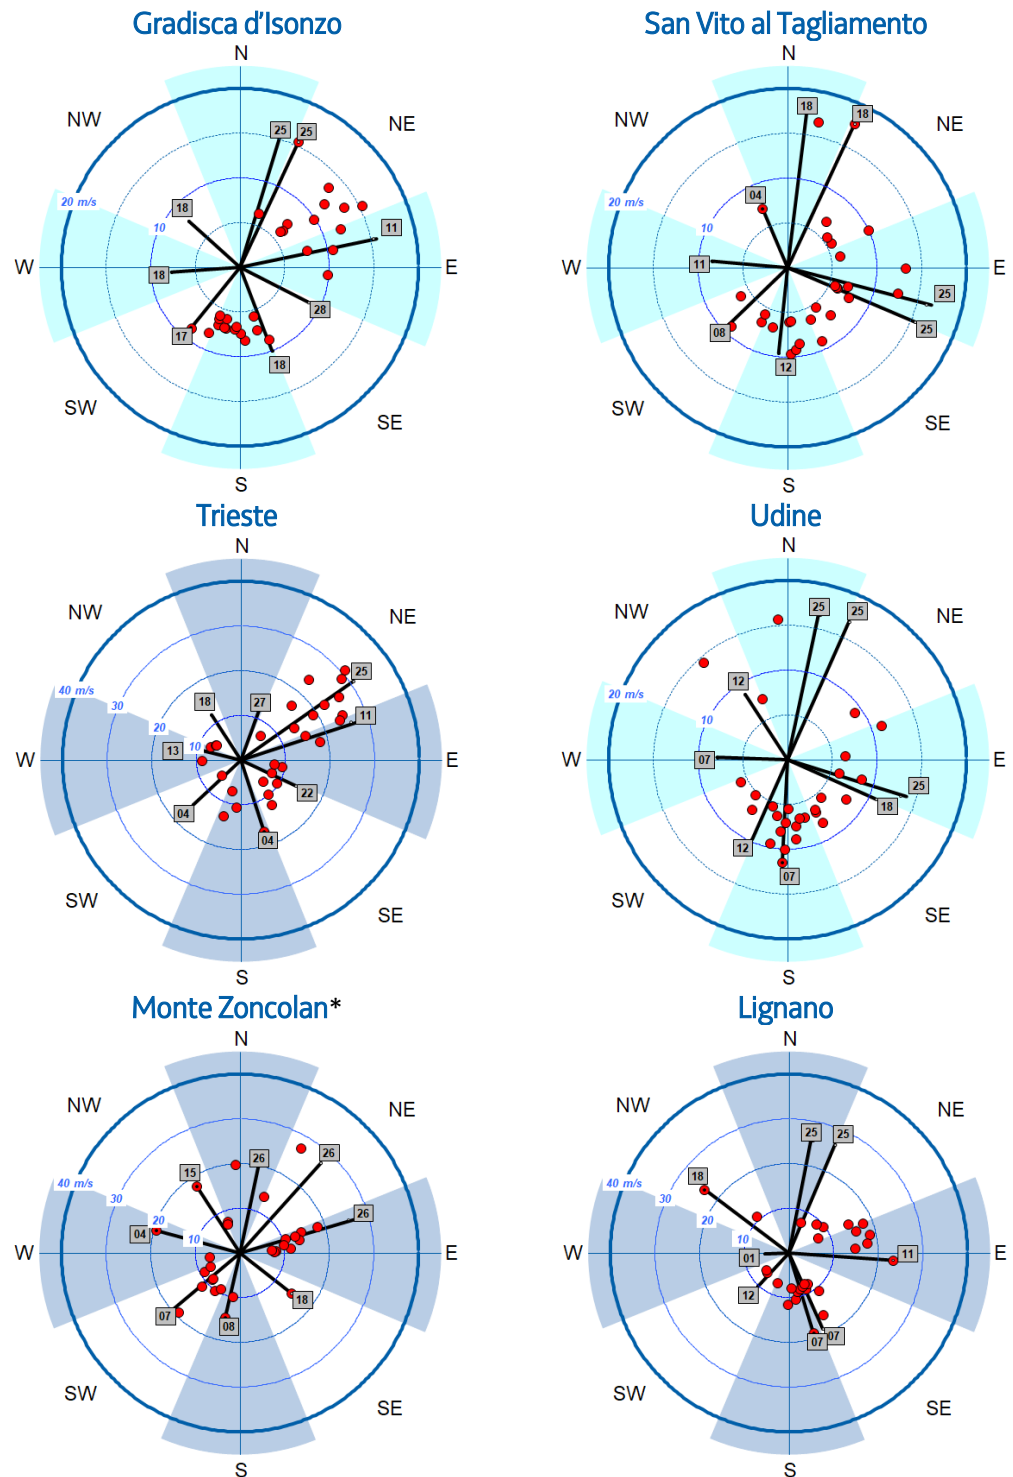 Gradisca d’Isonzo
N
NW
NE
25
25
20 m/s
18
10
11
W
E
18
28
17
18
SW
SE
S
San Vito al Tagliamento
N
18
18
NW
NE
04
20 m/s
10
W
11
E
25
25
08
12
SW
SE
S
Trieste
N
NW
NE
25
40 m/s
18
27
30
11
20
10
13
W
E
22
04
04
SW
SE
S
Udine
N
25
25
NW
NE
12
20 m/s
10
W
07
E
25
18
12
07
SW
SE
S
Monte Zoncolan*
N
NW
NE
26
26
15
40 m/s
30
26
20
04
10
W
E
18
07
08
SW
SE
S
Lignano
N
NW
NE
25
25
18
40 m/s
30
20
10
W
01
11
E
12
07
07
SW
SE
S